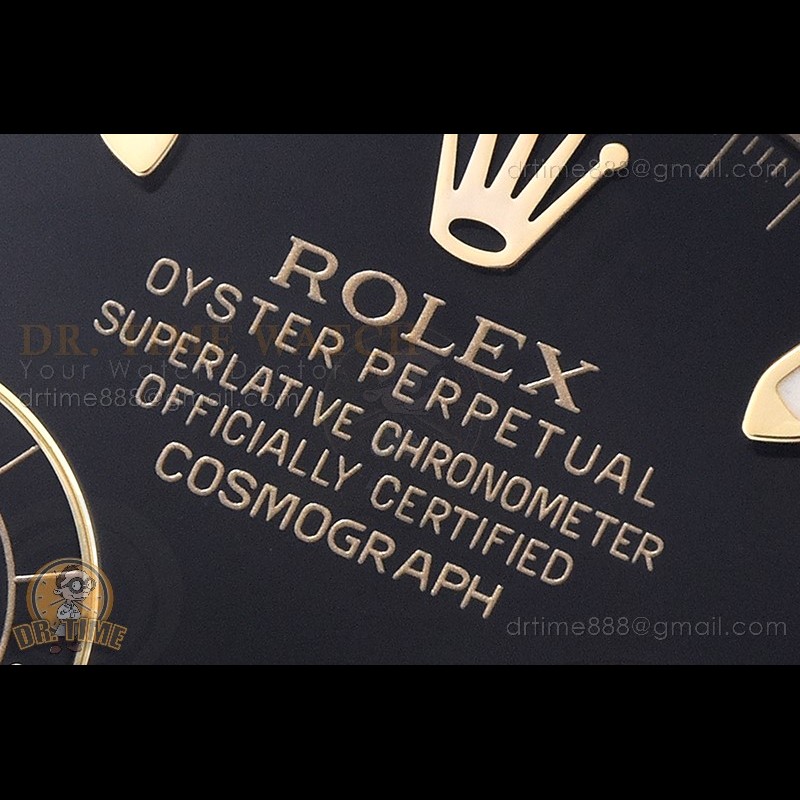 drtime888@gmail.com
ROLEX
OYSTER PERPETUAL
SUPERLATIVE CHRONOMETER
OFFICIALLY CERTIFIED
COSMOGRAPH
DR. TIME WATCH
Your Watch Doctor
drtime888@gmail.com
DR. TIME
drtime888@gmail.com